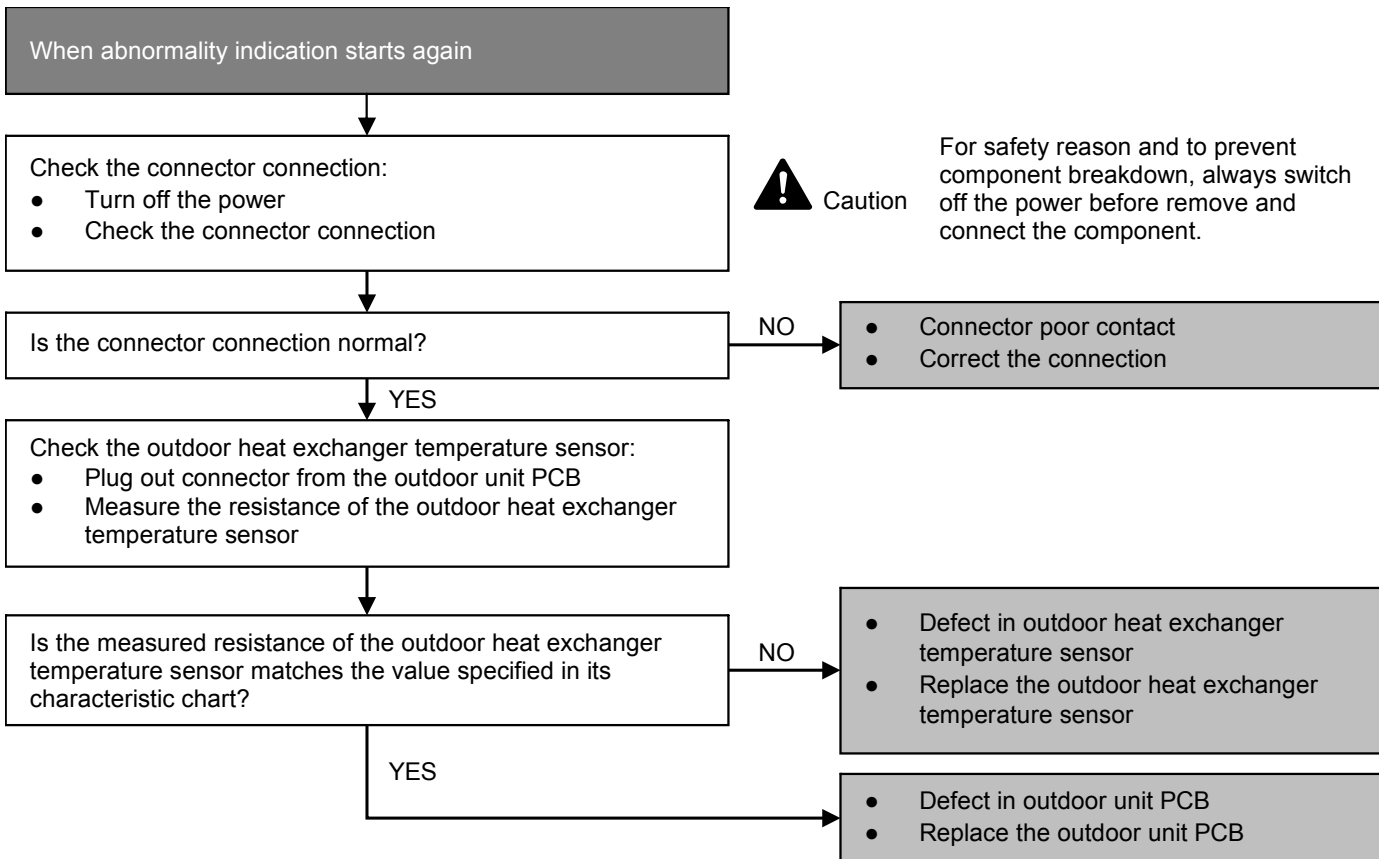 When abnormality indication starts again
Check the connector connection:
● Turn off the power
● Check the connector connection
Caution
For safety reason and to prevent
component breakdown, always switch
off the power before remove and
connect the component.
Is the connector connection normal?
NO
● Connector poor contact
● Correct the connection
YES
Check the outdoor heat exchanger temperature sensor:
● Plug out connector from the outdoor unit PCB
● Measure the resistance of the outdoor heat exchanger
temperature sensor
Is the measured resistance of the outdoor heat exchanger
temperature sensor matches the value specified in its
characteristic chart?
NO
● Defect in outdoor heat exchanger
temperature sensor
● Replace the outdoor heat exchanger
temperature sensor
YES
● Defect in outdoor unit PCB
● Replace the outdoor unit PCB